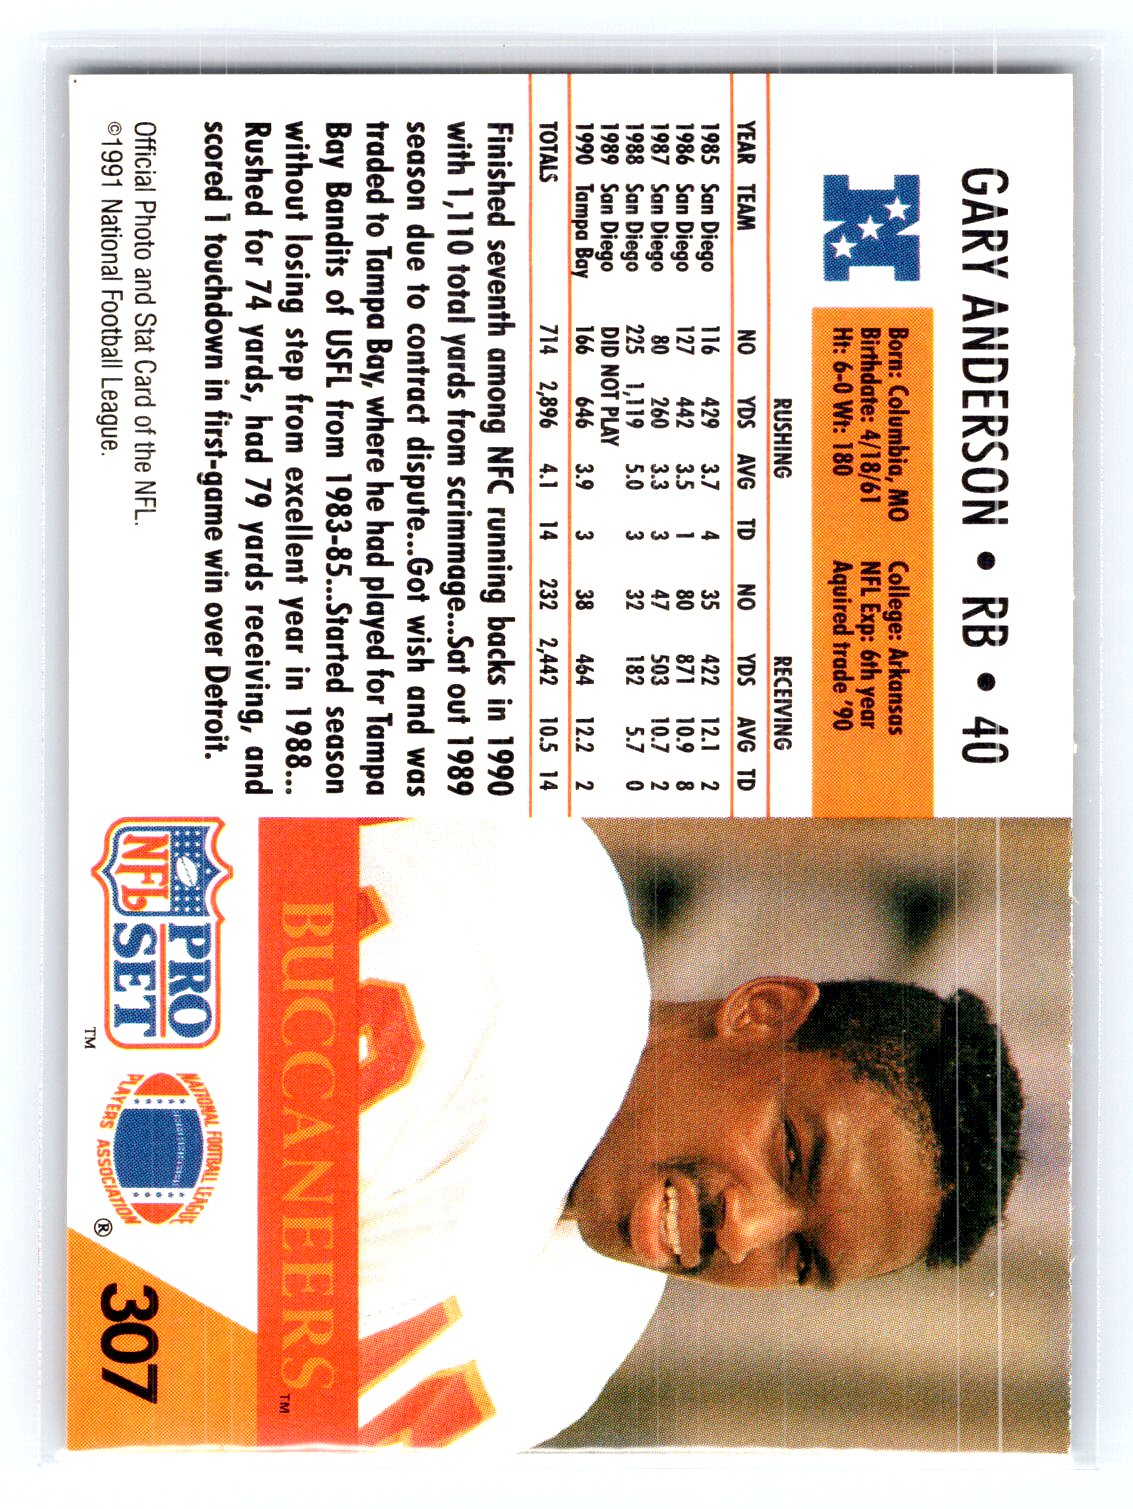 GARY ANDERSON • RB • 40
Born: Columbia, MO College: Arkansas
Birthdate: 4/18/61 NFL Exp: 6th year
Ht: 6-0 Wt: 180 Aquired trade '90
RUSHING RECEIVING
YEAR TEAM NO YDS AVG TD NO YDS AVG TD
1985 San Diego 116 429 3.7 4 35 422 12.1 2
1986 San Diego 127 442 3.5 1 80 871 10.9 8
1987 San Diego 80 260 3.3 3 47 503 10.7 2
1988 San Diego 225 1,119 5.0 3 32 182 5.7 0
1989 San Diego DID NOT PLAY
1990 Tampa Bay 166 646 3.9 3 38 464 12.2 2
TOTALS 714 2,896 4.1 14 232 2,442 10.5 14
Finished seventh among NFC running backs in 1990
with 1,110 total yards from scrimmage...Sat out 1989
season due to contract dispute...Got wish and was
traded to Tampa Bay, where he had played for Tampa
Bay Bandits of USFL from 1983-85...Started season
without losing step from excellent year in 1988...
Rushed for 74 yards, had 79 yards receiving, and
scored 1 touchdown in first-game win over Detroit.
Official Photo and Stat Card of the NFL.
©1991 National Football League.
BUCCANEERS™
PRO
NFL SET™
NATIONAL FOOTBALL LEAGUE
PLAYERS ASSOCIATION®
307